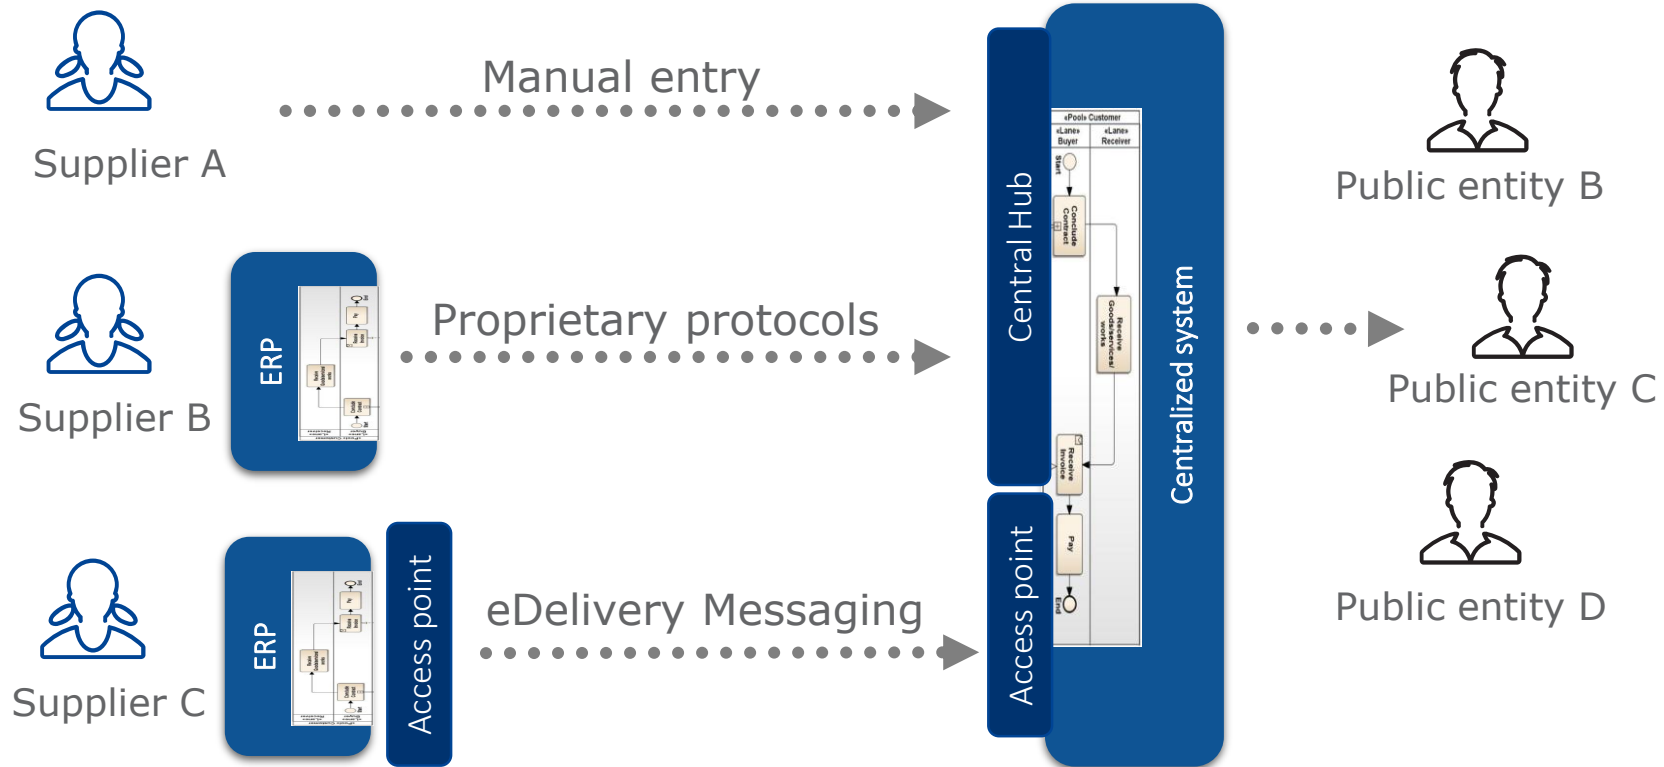 Supplier A
Manual entry
Supplier B
ERP
Proprietary protocols
Supplier C
ERP
Access point
eDelivery Messaging
Central Hub
Access point
«Pool» Customer
«Lane»
Buyer
«Lane»
Receiver
Start
Conclude
Contract
Receive
Goods/services/
works
Receive
Invoice
Pay
End
Centralized system
Public entity B
Public entity C
Public entity D